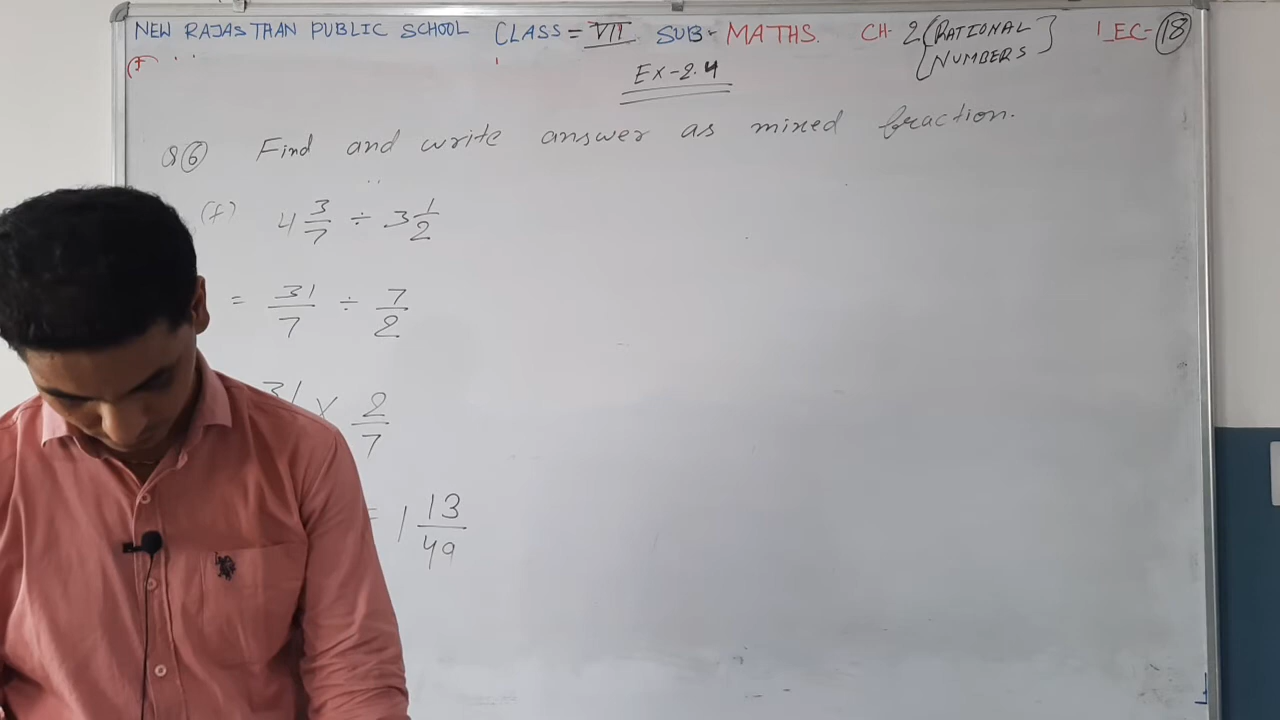 NEW RAJASTHAN PUBLIC SCHOOL CLASS = VII SUB- MATHS. CH- 2 (RATIONAL NUMBERS) LEC-18
Ex-2.4
Q6 Find and write answer as mixed fraction.
(f) 4 3/7 ÷ 3 1/2
= 31/7 ÷ 7/2
31 × 2/7
= 1 13/49